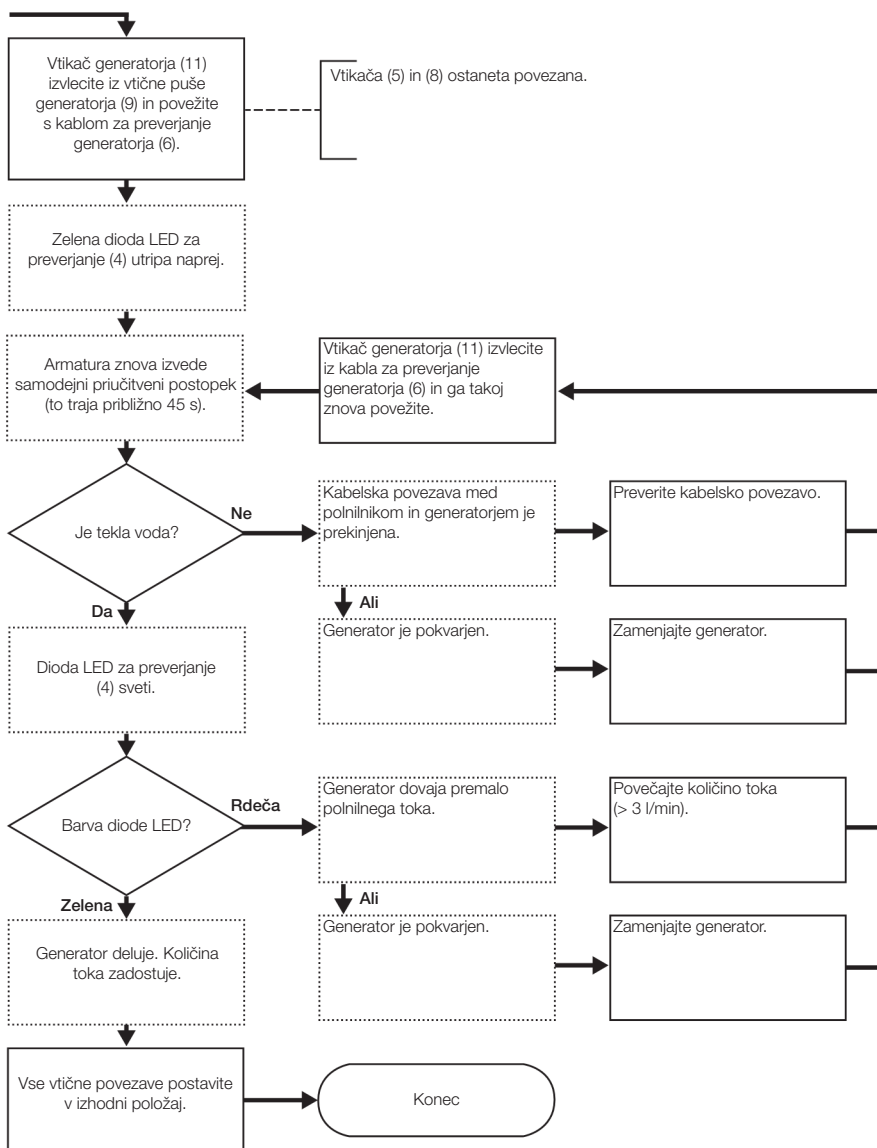 Vtikač generatorja (11)
izvlecite iz vtične puše
generatorja (9) in povežite
s kablom za preverjanje
generatorja (6).
Vtikača (5) in (8) ostaneta povezana.
Zelena dioda LED za
preverjanje (4) utripa naprej.
Armatura znova izvede
samodejni priučitveni postopek
(to traja približno 45 s).
Vtikač generatorja (11) izvlecite
iz kabla za preverjanje
generatorja (6) in ga takoj
znova povežite.
Je tekla voda?
Ne
Kabelska povezava med
polnilnikom in generatorjem je
prekinjena.
Preverite kabelsko povezavo.
Ali
Generator je pokvarjen.
Zamenjajte generator.
Da
Dioda LED za preverjanje
(4) sveti.
Barva diode LED?
Rdeča
Generator dovaja premalo
polnilnega toka.
Povečajte količino toka
(> 3 l/min).
Ali
Generator je pokvarjen.
Zamenjajte generator.
Zelena
Generator deluje. Količina
toka zadostuje.
Vse vtične povezave postavite
v izhodni položaj.
Konec